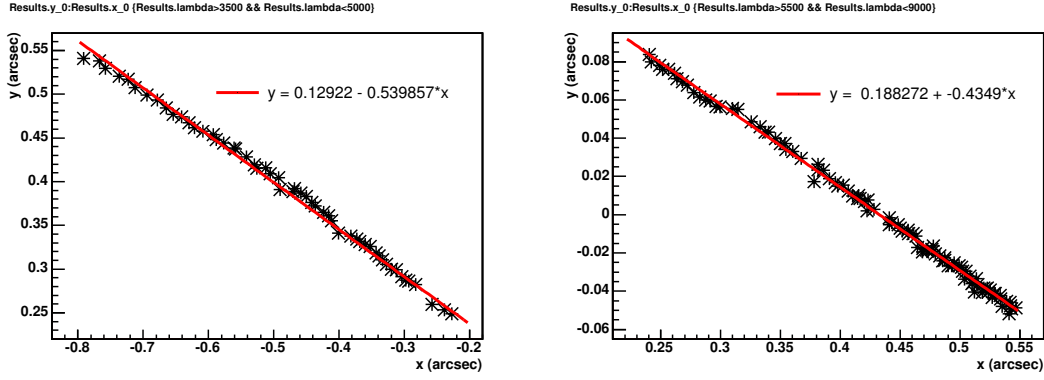 Results.y_0:Results.x_0 {Results.lambda>3500 && Results.lambda<5000}
y (arcsec)
0.55
0.5
0.45
0.4
0.35
0.3
0.25
y = 0.12922 - 0.539857*x
-0.8 -0.7 -0.6 -0.5 -0.4 -0.3 -0.2
x (arcsec)
Results.y_0:Results.x_0 {Results.lambda>5500 && Results.lambda<9000}
y (arcsec)
0.08
0.06
0.04
0.02
0
-0.02
-0.04
-0.06
y = 0.188272 + -0.4349*x
0.25 0.3 0.35 0.4 0.45 0.5 0.55
x (arcsec)